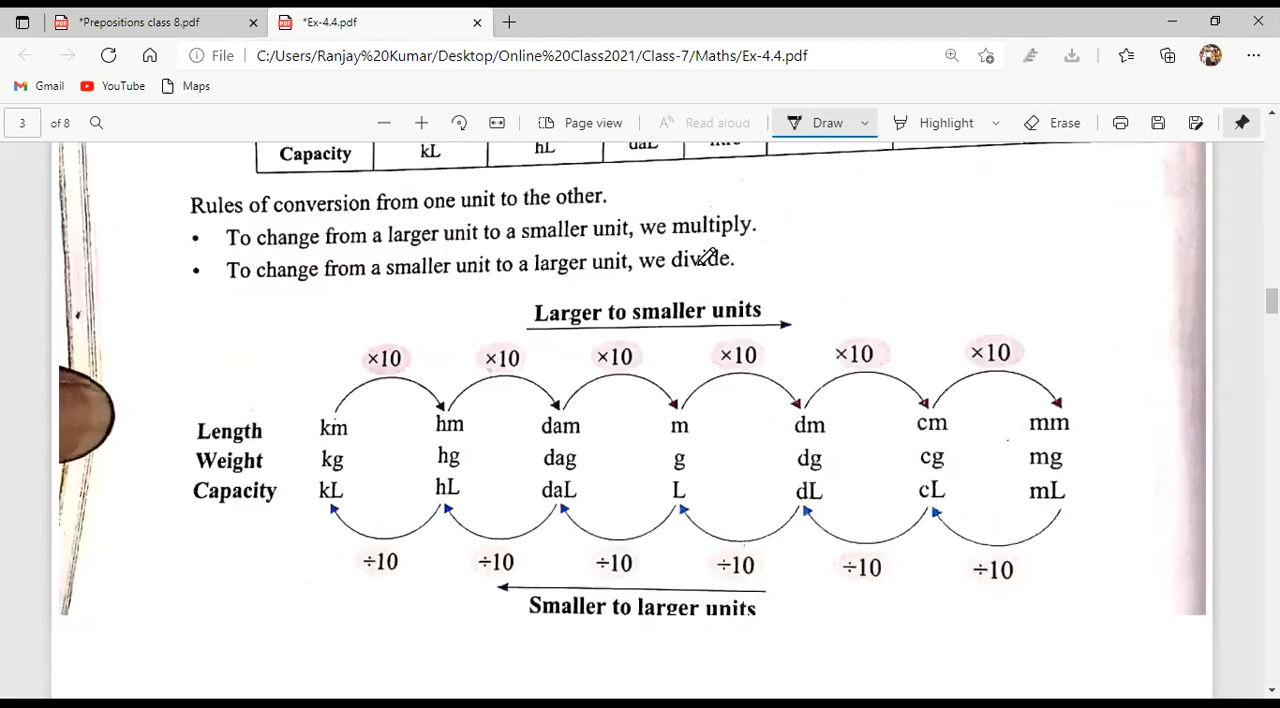 *Prepositions class 8.pdf
*Ex-4.4.pdf
File C:/Users/Ranjay%20Kumar/Desktop/Online%20Class2021/Class-7/Maths/Ex-4.4.pdf
Gmail YouTube Maps
3 of 8 Page view Read aloud Draw Highlight Erase
Capacity kL hL daL
Rules of conversion from one unit to the other.
• To change from a larger unit to a smaller unit, we multiply.
• To change from a smaller unit to a larger unit, we divide.
Larger to smaller units
×10 ×10 ×10 ×10 ×10 ×10
Length km hm dam m dm cm mm
Weight kg hg dag g dg cg mg
Capacity kL hL daL L dL cL mL
÷10 ÷10 ÷10 ÷10 ÷10 ÷10
Smaller to larger units